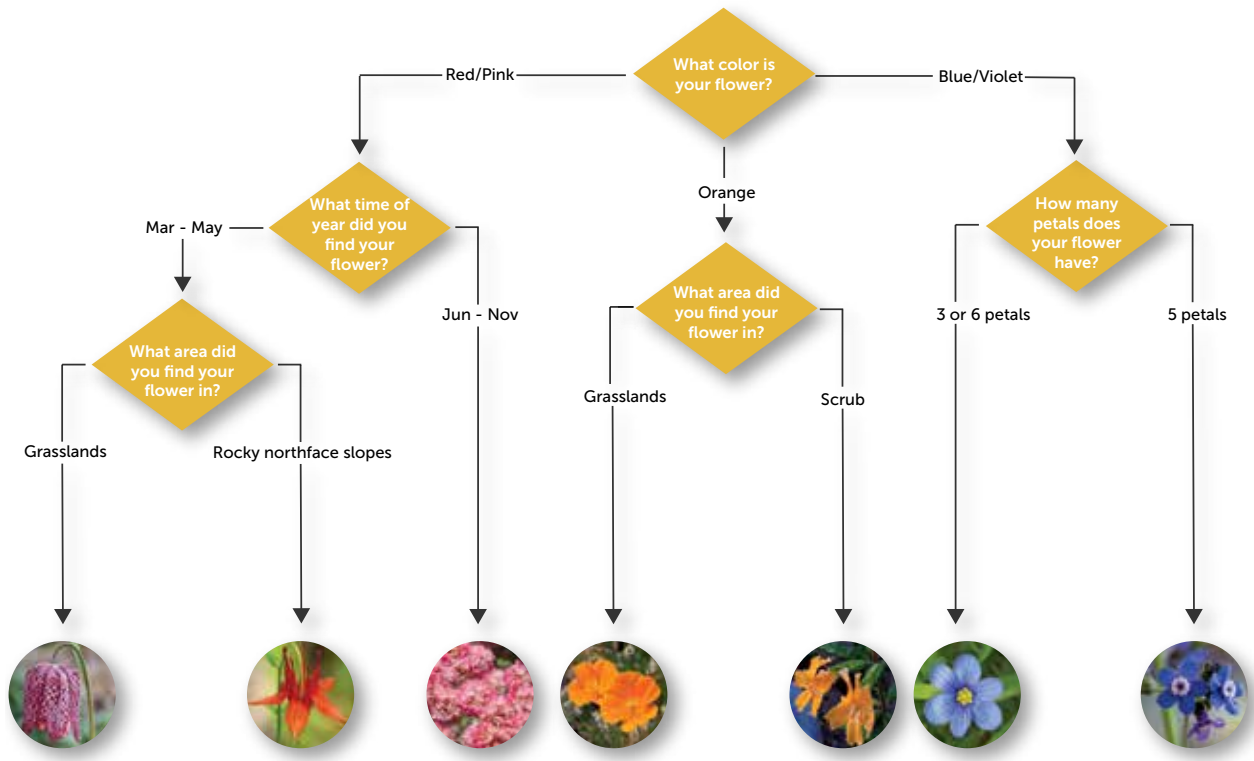 What color is
your flower?
Red/Pink
Blue/Violet
Orange
What time of
year did you
find your
flower?
How many
petals does
your flower
have?
Mar - May
Jun - Nov
What area did
you find your
flower in?
What area did
you find your
flower in?
3 or 6 petals
5 petals
Grasslands
Rocky northface slopes
Grasslands
Scrub